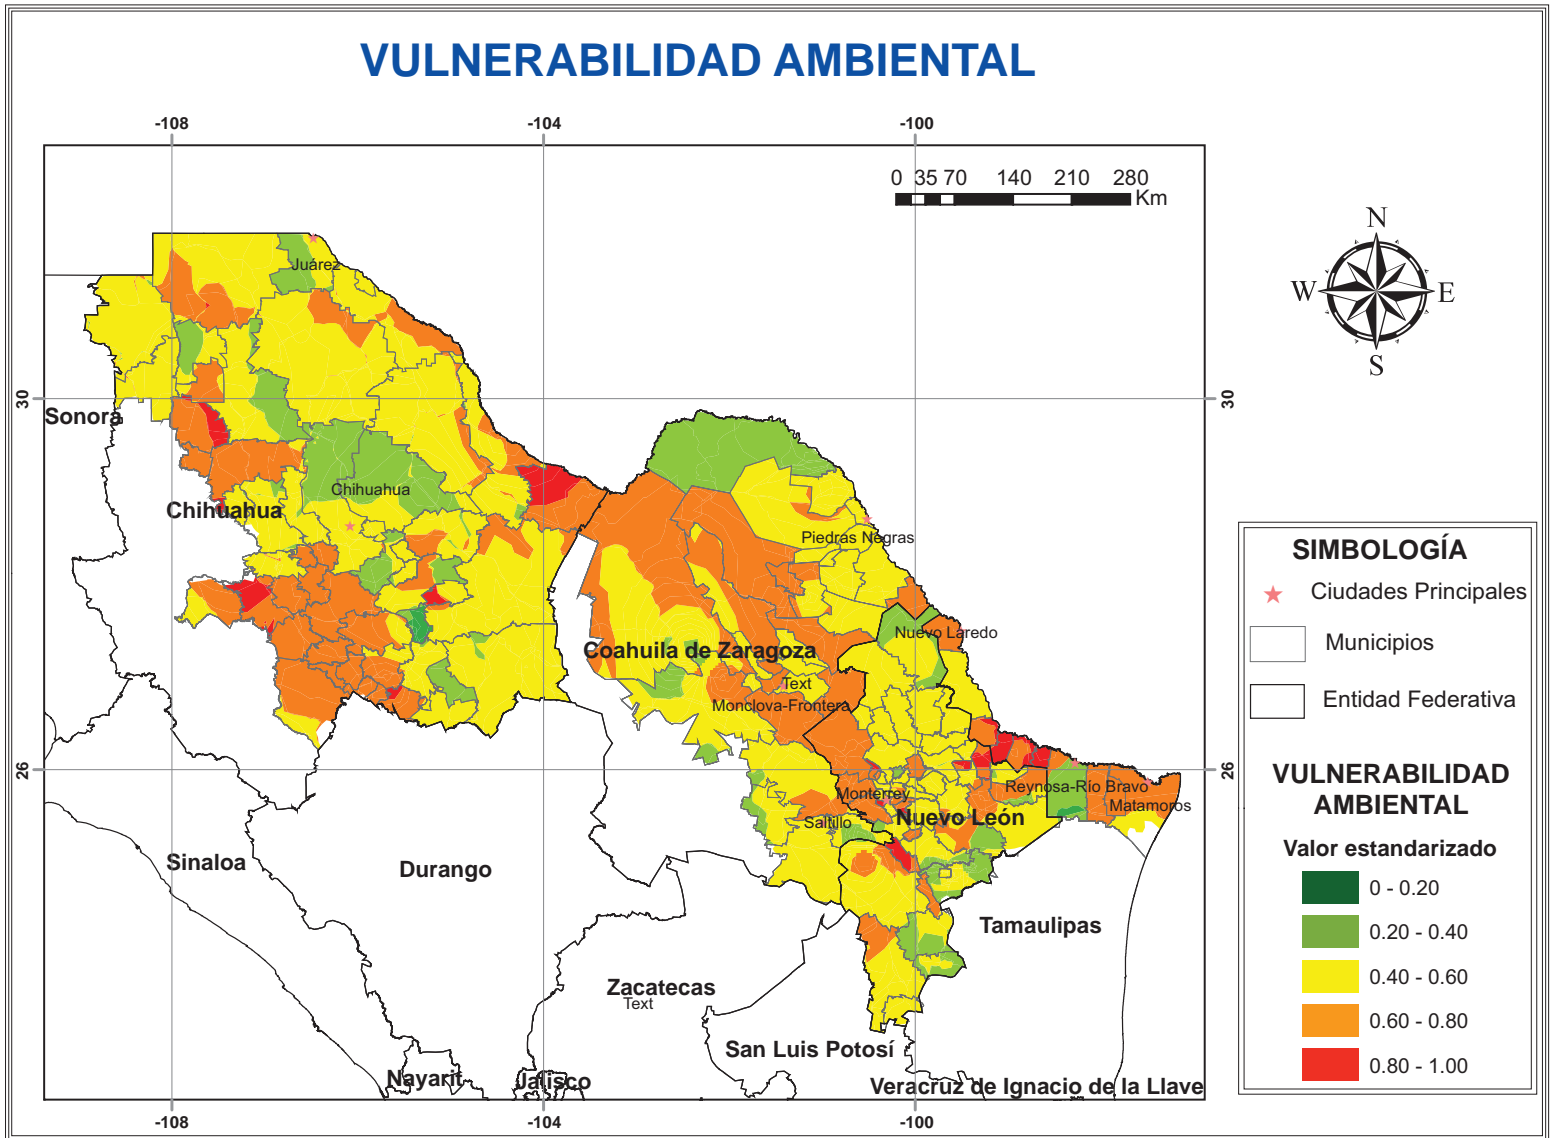 VULNERABILIDAD AMBIENTAL
-108
-104
-100
0 35 70 140 210 280
Km
N
W E
S
30
30
26
26
Juárez
Sonora
Chihuahua
Chihuahua
Piedras Negras
Nuevo Laredo
Coahuila de Zaragoza
Text
Monclova-Frontera
Monterrey
Reynosa-Río Bravo
Matamoros
Saltillo
Nuevo León
Sinaloa
Durango
Tamaulipas
Zacatecas
Text
San Luis Potosí
Nayarit
Jalisco
Veracruz de Ignacio de la Llave
-108
-104
-100
SIMBOLOGÍA
Ciudades Principales
Municipios
Entidad Federativa
VULNERABILIDAD
AMBIENTAL
Valor estandarizado
0 - 0.20
0.20 - 0.40
0.40 - 0.60
0.60 - 0.80
0.80 - 1.00